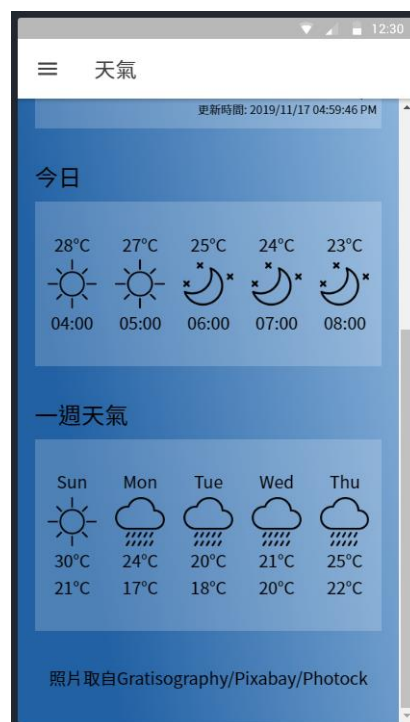 12:30
天氣
更新時間: 2019/11/17 04:59:46 PM
今日
28°C 27°C 25°C 24°C 23°C
04:00 05:00 06:00 07:00 08:00
一週天氣
Sun Mon Tue Wed Thu
30°C 24°C 20°C 21°C 25°C
21°C 17°C 18°C 20°C 22°C
照片取自Gratisography/Pixabay/Photock